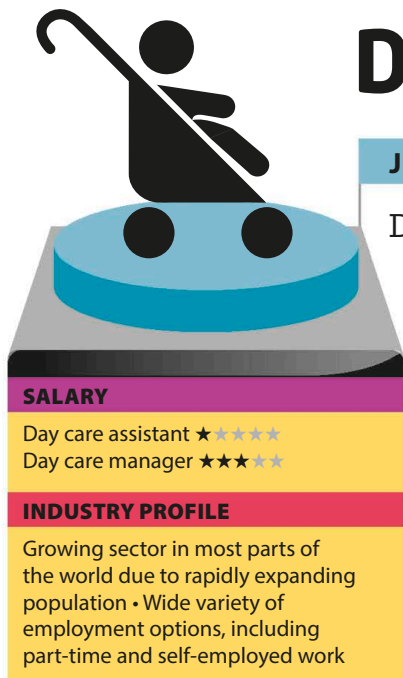 D
J
D
SALARY
Day care assistant ★★★★★
Day care manager ★★★★★
INDUSTRY PROFILE
Growing sector in most parts of
the world due to rapidly expanding
population • Wide variety of
employment options, including
part-time and self-employed work